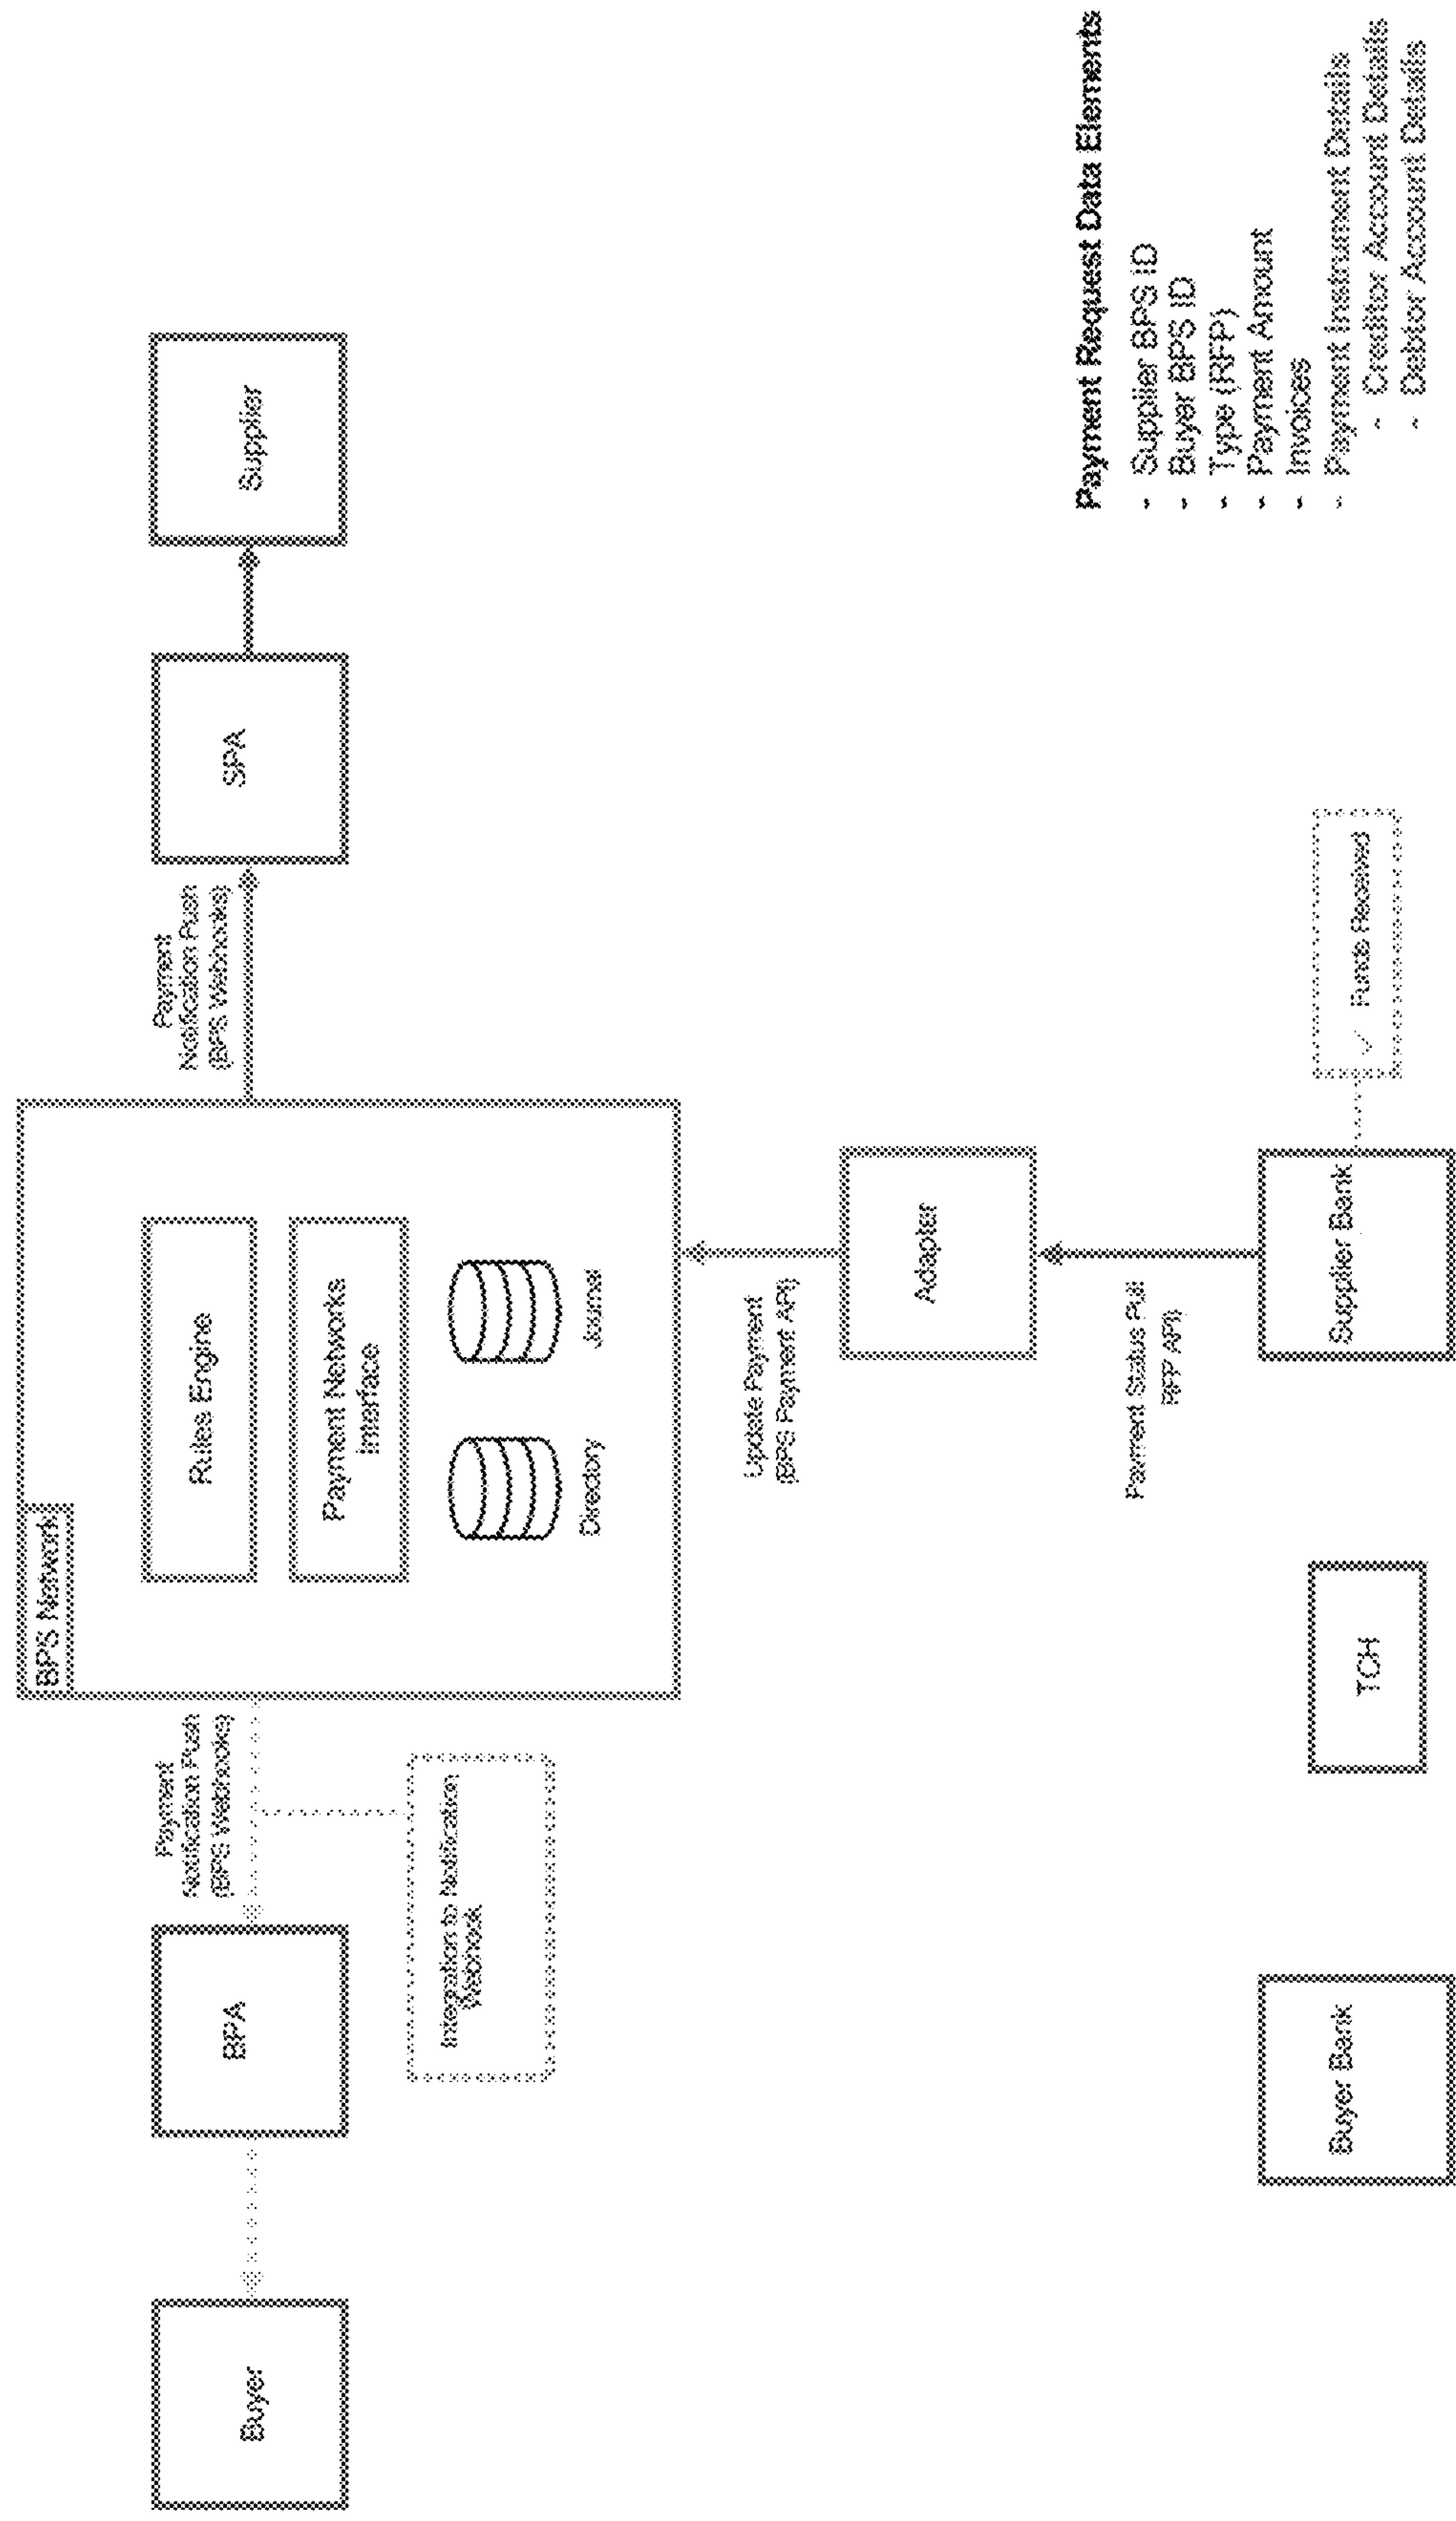 BPS Network
Buyer
BPA
Payment
Notification Push
(BPS Webhooks)
Integration to Notification
Webhook
Rules Engine
Payment Networks
Interface
Directory
Journal
Payment
Notification Push
(BPS Webhooks)
SPA
Supplier
Update Payment
(BPS Payment API)
Adapter
Payment Status Pull
RFP API)
Buyer Bank
TCH
Supplier Bank
✓ Funds Received
Payment Request Data Elements
- Supplier BPS ID
- Buyer BPS ID
- Type (RFP)
- Payment Amount
- Invoices
- Payment Instrument Details
- Creditor Account Details
- Debtor Account Details